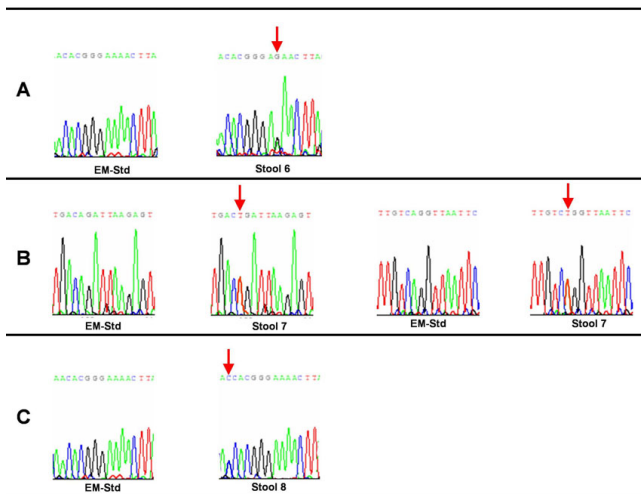 ACACGGGAAAACTTA ACACGGGAGAACTTA
A
EM-Std Stool 6
TGACAGATTAAGAGT TGACTGATTAAGAGT TTGTCAGGTTAATTC TTGTCTGGTTAATTC
B
EM-Std Stool 7 EM-Std Stool 7
AACACGGGAAAACTTA ACCACGGGAAAACTTA
C
EM-Std Stool 8